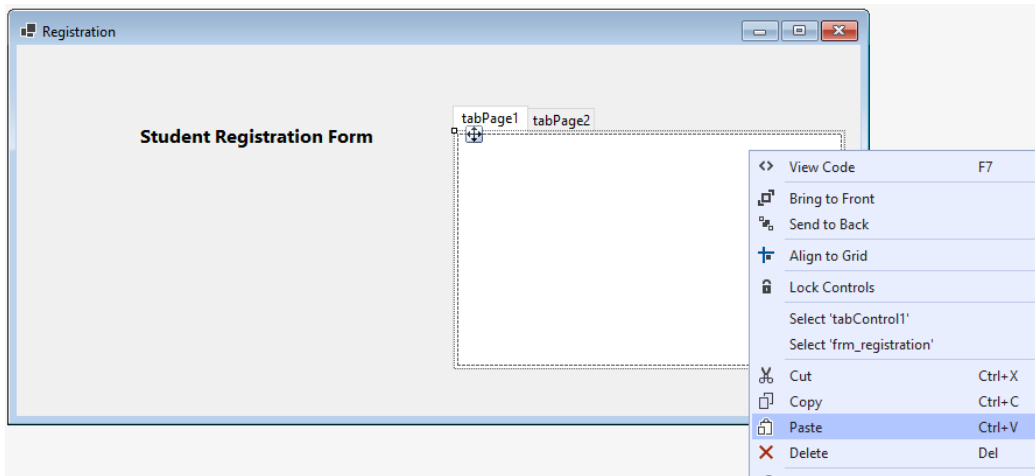 Registration
Student Registration Form
tabPage1 tabPage2
View Code F7
Bring to Front
Send to Back
Align to Grid
Lock Controls
Select 'tabControl1'
Select 'frm_registration'
Cut Ctrl+X
Copy Ctrl+C
Paste Ctrl+V
Delete Del